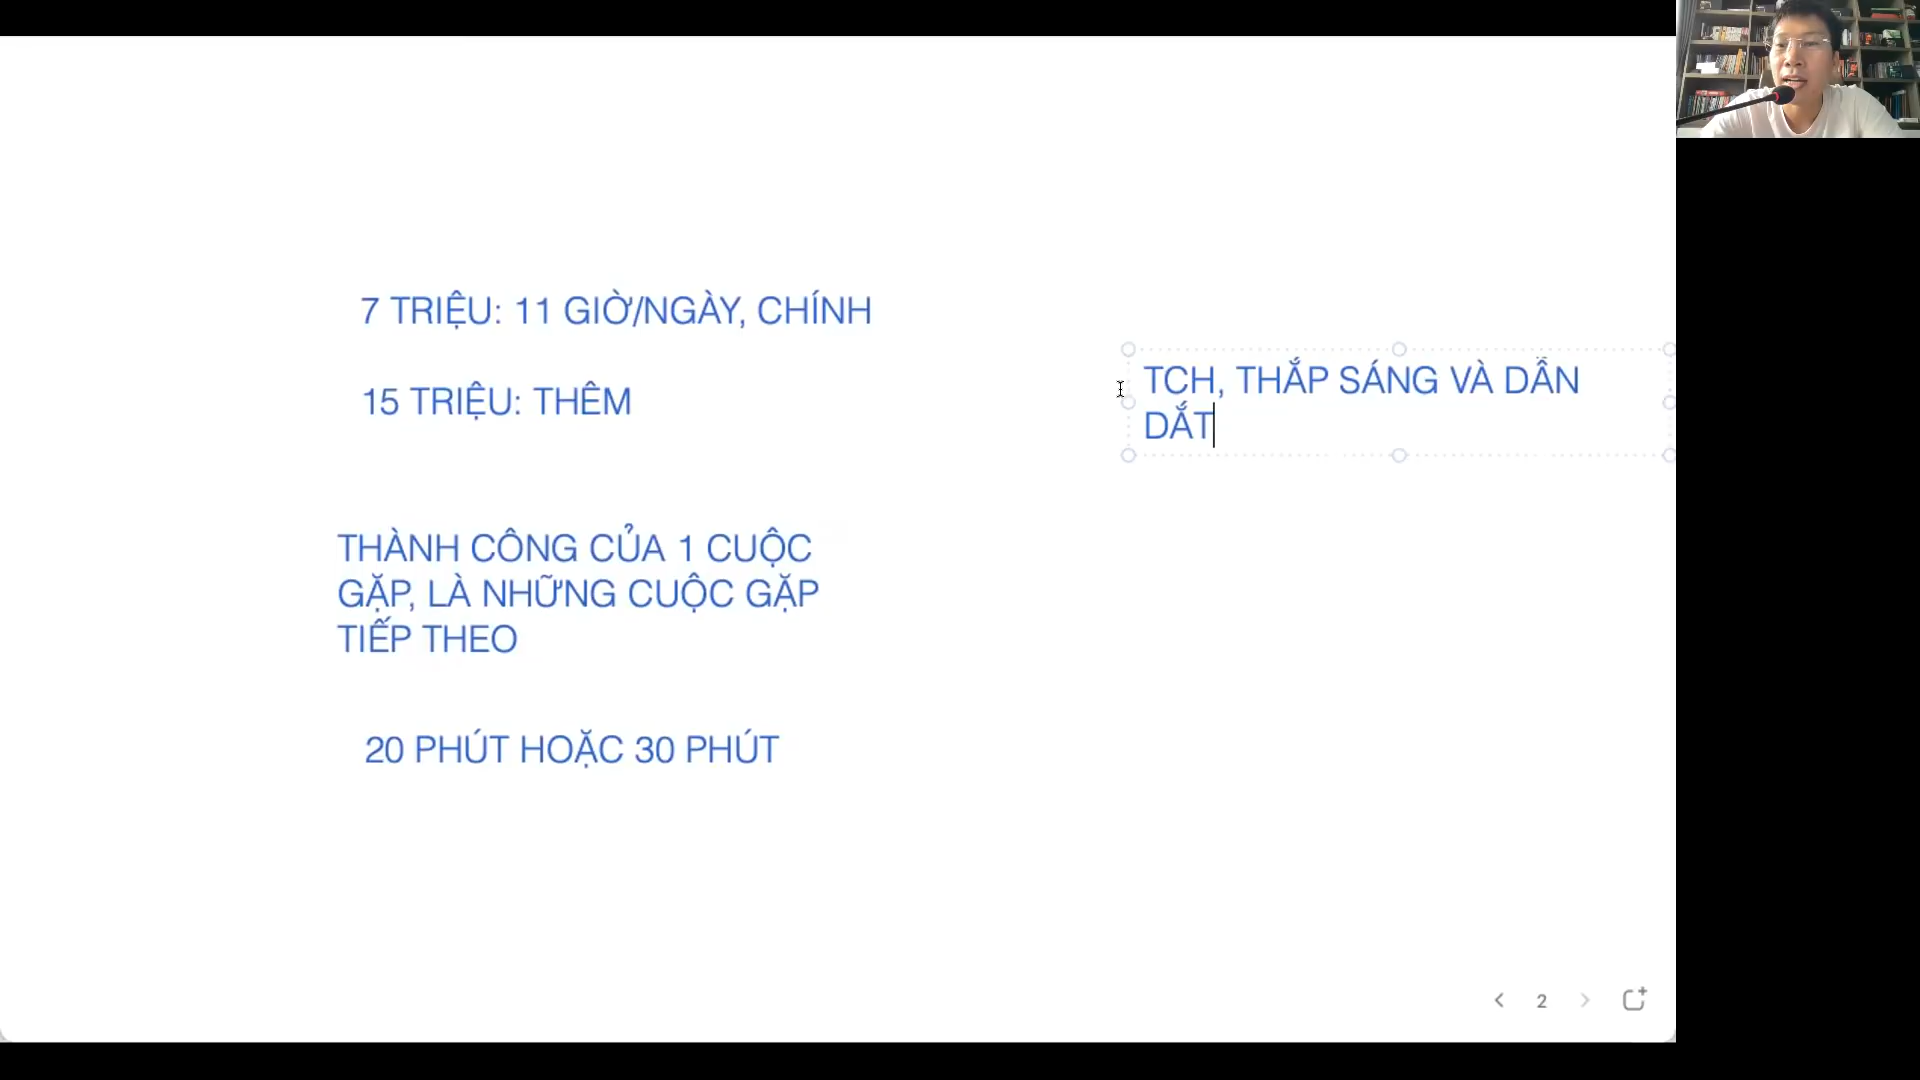 7 TRIỆU: 11 GIỜ/NGÀY, CHÍNH
15 TRIỆU: THÊM
TCH, THẮP SÁNG VÀ DẪN
DẮT
THÀNH CÔNG CỦA 1 CUỘC
GẶP, LÀ NHỮNG CUỘC GẶP
TIẾP THEO
20 PHÚT HOẶC 30 PHÚT
2